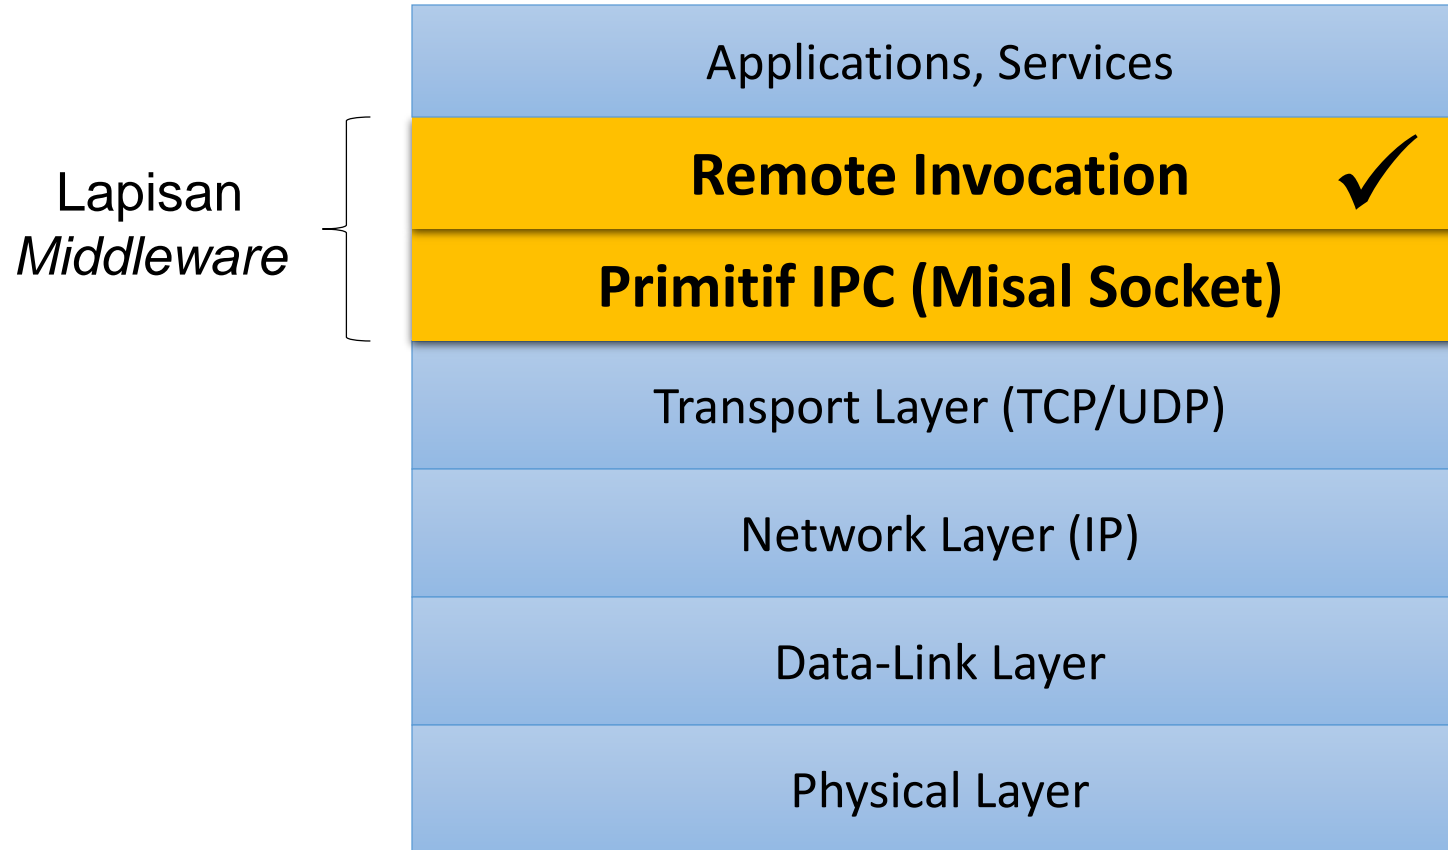 Applications, Services
Lapisan
Middleware
Remote Invocation
Primitif IPC (Misal Socket)
Transport Layer (TCP/UDP)
Network Layer (IP)
Data-Link Layer
Physical Layer